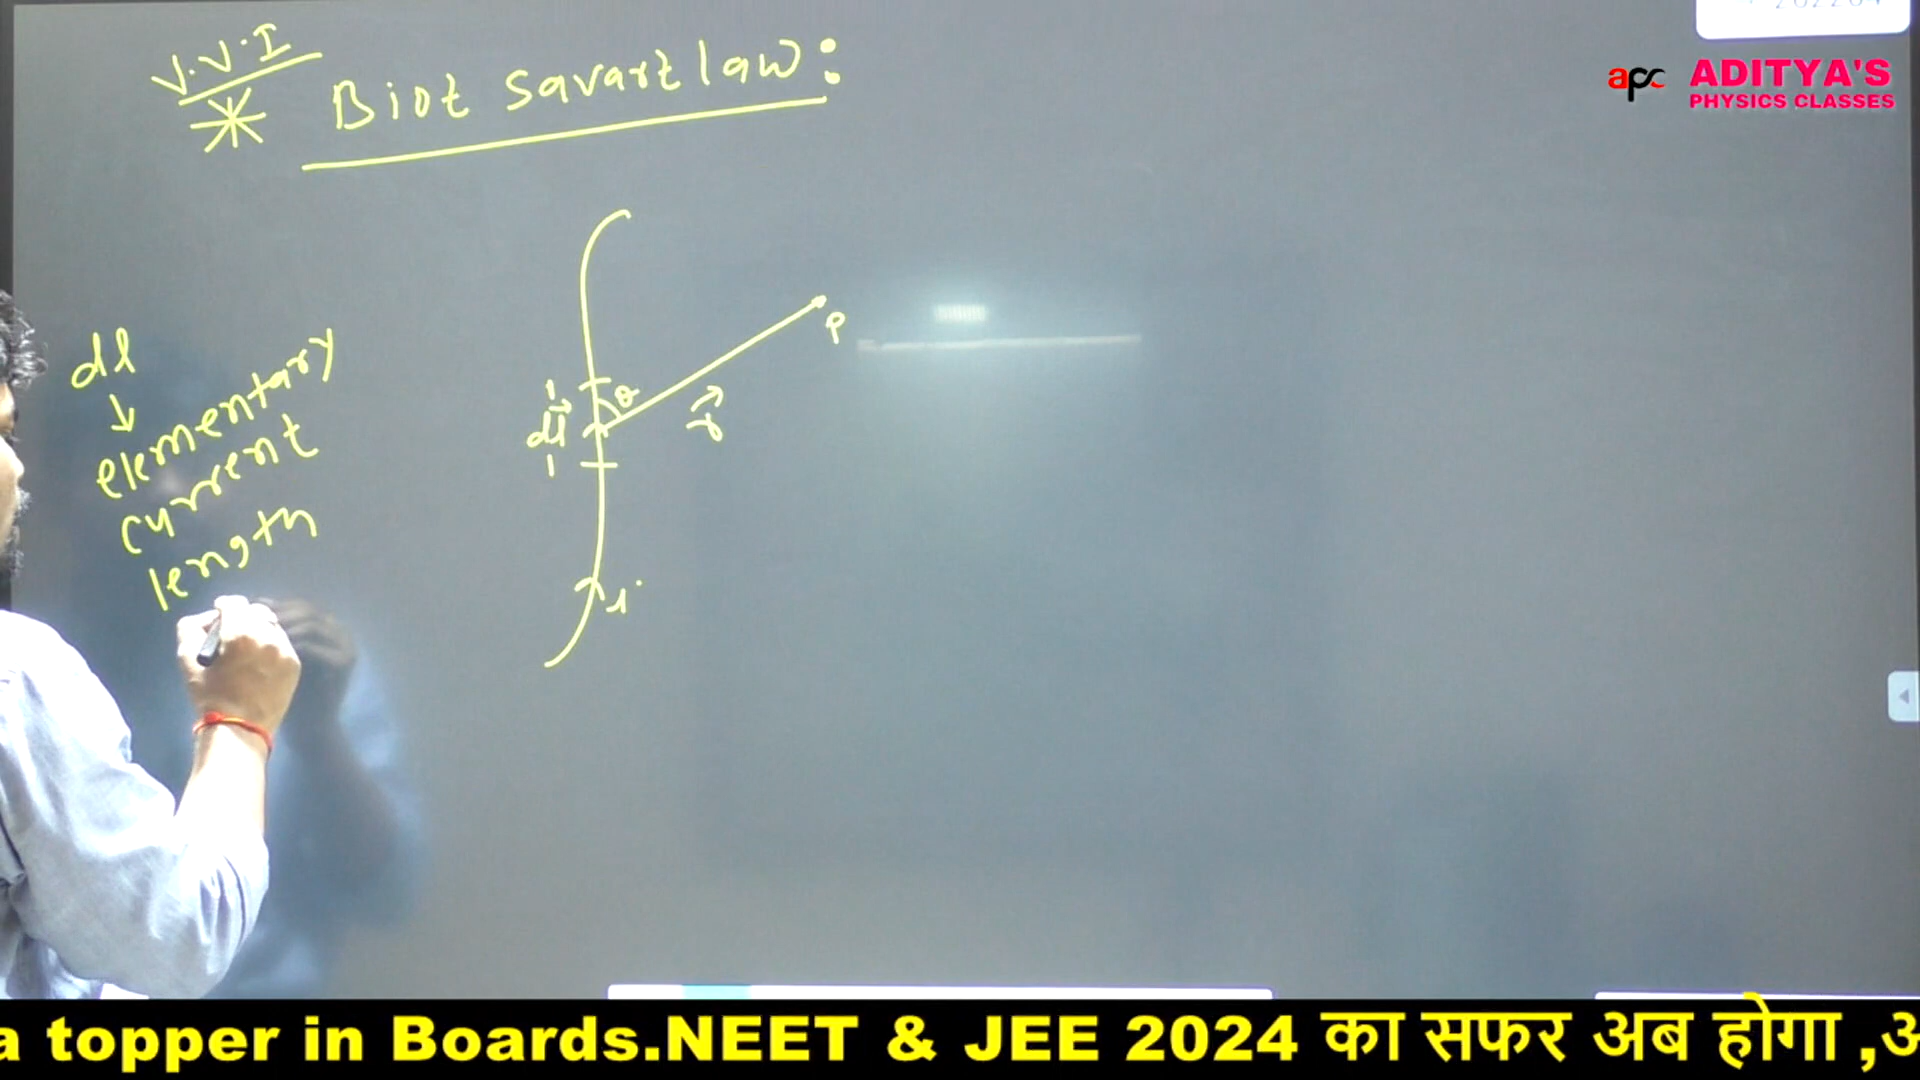 V.V.I
Biot savart law:
APC ADITYA'S
PHYSICS CLASSES
P
θ
dl
r
dl
↓
elementary
current
length
i
a topper in Boards.NEET & JEE 2024 का सफर अब होगा ,अ